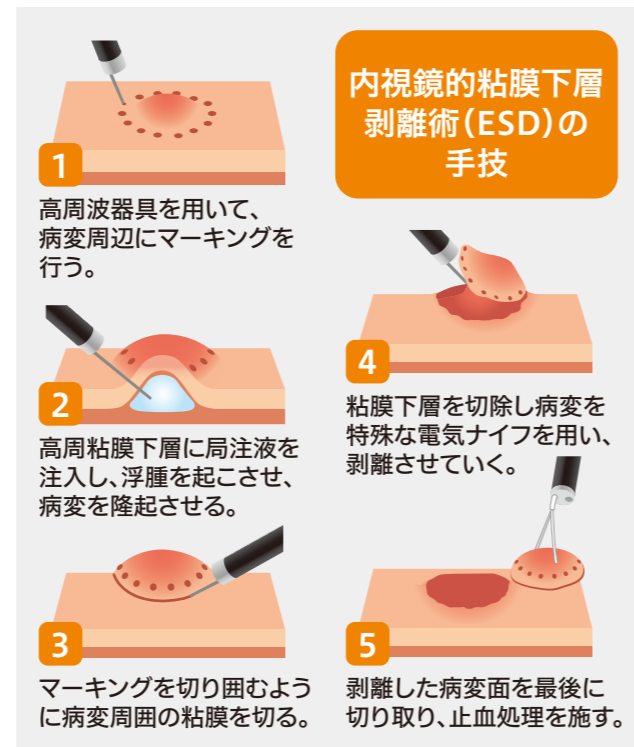 内視鏡的粘膜下層
剥離術(ESD)の
手技
1
高周波器具を用いて、
病変周辺にマーキングを
行う。
2
高周粘膜下層に局注液を
注入し、浮腫を起こさせ、
病変を隆起させる。
3
マーキングを切り囲むよう
に病変周囲の粘膜を切る。
4
粘膜下層を切除し病変を
特殊な電気ナイフを用い、
剥離させていく。
5
剥離した病変面を最後に
切り取り、止血処理を施す。